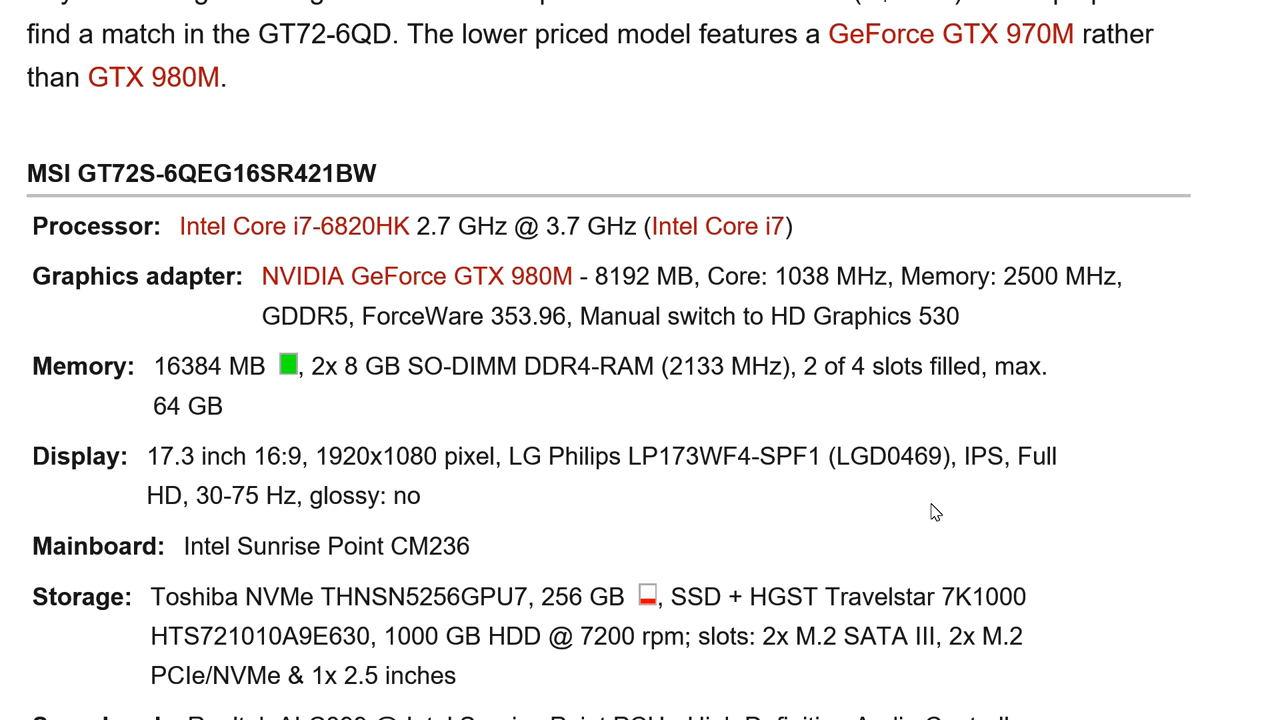 find a match in the GT72-6QD. The lower priced model features a GeForce GTX 970M rather
than GTX 980M.
MSI GT72S-6QEG16SR421BW
Processor: Intel Core i7-6820HK 2.7 GHz @ 3.7 GHz (Intel Core i7)
Graphics adapter: NVIDIA GeForce GTX 980M - 8192 MB, Core: 1038 MHz, Memory: 2500 MHz,
GDDR5, ForceWare 353.96, Manual switch to HD Graphics 530
Memory: 16384 MB , 2x 8 GB SO-DIMM DDR4-RAM (2133 MHz), 2 of 4 slots filled, max.
64 GB
Display: 17.3 inch 16:9, 1920x1080 pixel, LG Philips LP173WF4-SPF1 (LGD0469), IPS, Full
HD, 30-75 Hz, glossy: no
Mainboard: Intel Sunrise Point CM236
Storage: Toshiba NVMe THNSN5256GPU7, 256 GB , SSD + HGST Travelstar 7K1000
HTS721010A9E630, 1000 GB HDD @ 7200 rpm; slots: 2x M.2 SATA III, 2x M.2
PCIe/NVMe & 1x 2.5 inches